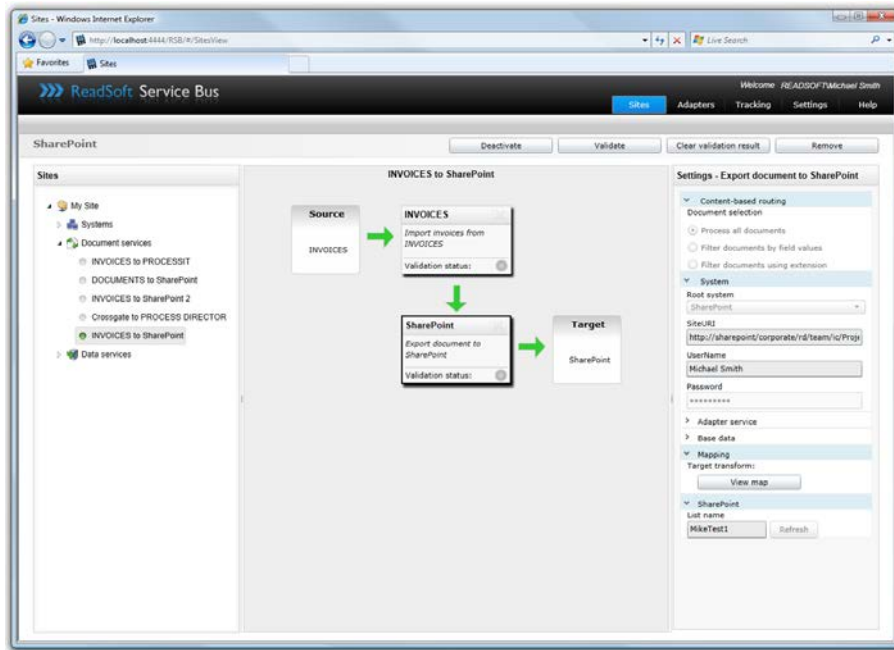 Sites - Windows Internet Explorer
http://localhost:4444/RSB/#/SitesView
Live Search
Favorites
Sites
ReadSoft Service Bus
Welcome READSOFT\Michael Smith
Sites Adapters Tracking Settings Help
SharePoint
Deactivate Validate Clear validation result Remove
Sites
My Site
Systems
Document services
INVOICES to PROCESSIT
DOCUMENTS to SharePoint
INVOICES to SharePoint 2
Crossgate to PROCESS DIRECTOR
INVOICES to SharePoint
Data services
INVOICES to SharePoint
Source
INVOICES
INVOICES
Import invoices from
INVOICES
Validation status:
SharePoint
Export document to
SharePoint
Validation status:
Target
SharePoint
Settings - Export document to SharePoint
Content-based routing
Document selection
Process all documents
Filter documents by field values
Filter documents using extension
System
Root system
SharePoint
SiteURI
http://sharepoint/corporate/rd/team/ic/Proje
UserName
Michael Smith
Password
*********
Adapter service
Base data
Mapping
Target transform:
View map
SharePoint
List name
MikeTest1 Refresh